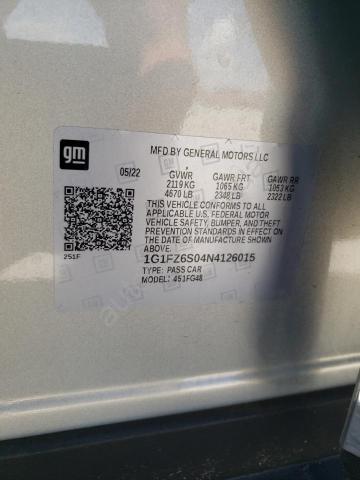 gm
MFD BY GENERAL MOTORS LLC
05/22
GVWR GAWR FRT GAWR RR
2119 KG 1065 KG 1053 KG
4670 LB 2348 LB 2322 LB
THIS VEHICLE CONFORMS TO ALL
APPLICABLE U.S. FEDERAL MOTOR
VEHICLE SAFETY, BUMPER, AND THEFT
PREVENTION STANDARDS IN EFFECT ON
THE DATE OF MANUFACTURE SHOWN
ABOVE.
251F
1G1FZ6S04N4126015
TYPE: PASS CAR
MODEL: 451FG48